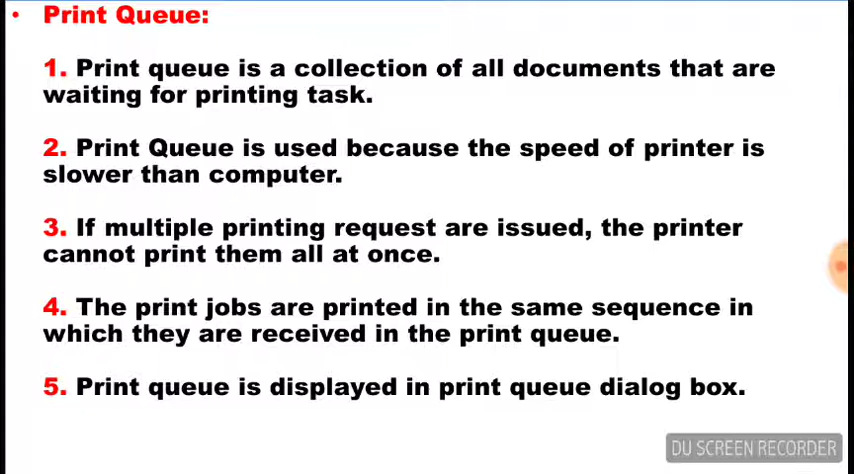 • Print Queue:
1. Print queue is a collection of all documents that are
waiting for printing task.
2. Print Queue is used because the speed of printer is
slower than computer.
3. If multiple printing request are issued, the printer
cannot print them all at once.
4. The print jobs are printed in the same sequence in
which they are received in the print queue.
5. Print queue is displayed in print queue dialog box.
DU SCREEN RECORDER